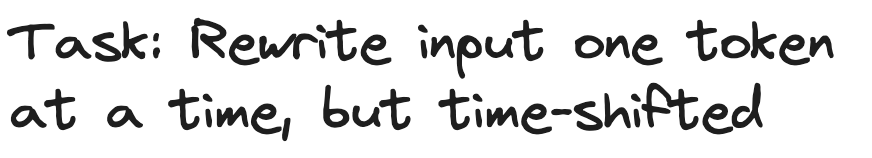 Task: Rewrite input one token
at a time, but time-shifted